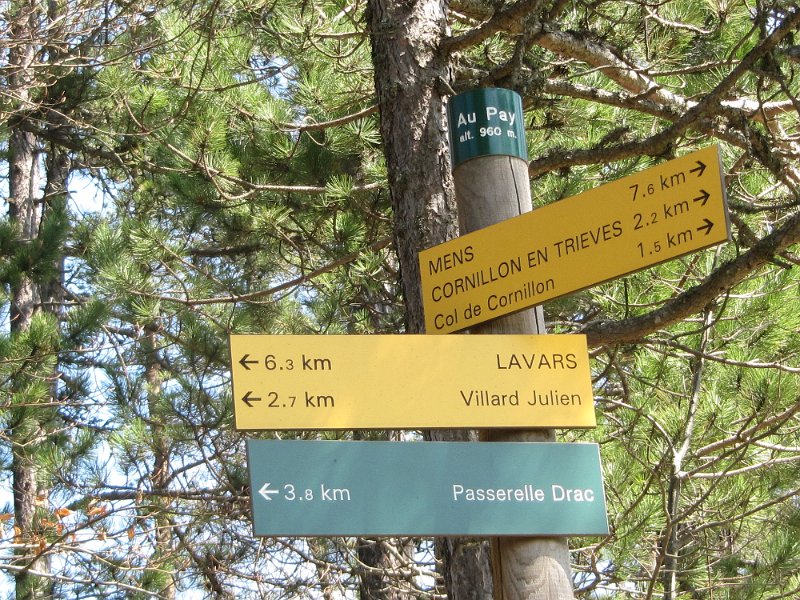 Au Pay
alt. 960 m.
MENS 7.6 km →
CORNILLON EN TRIEVES 2.2 km →
Col de Cornillon 1.5 km →
← 6.3 km LAVARS
← 2.7 km Villard Julien
← 3.8 km Passerelle Drac